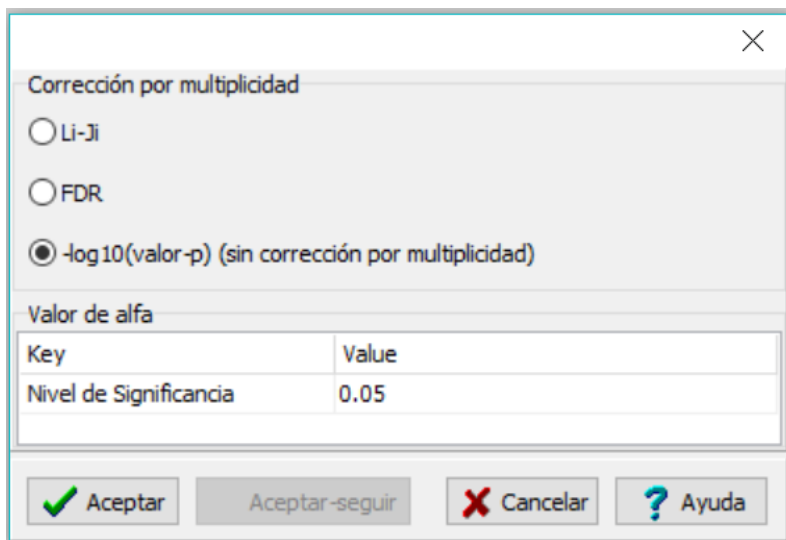 Corrección por multiplicidad
Li-Ji
FDR
-log10(valor-p) (sin corrección por multiplicidad)
Valor de alfa
Key Value
Nivel de Significancia 0.05
Aceptar Aceptar-seguir Cancelar ? Ayuda